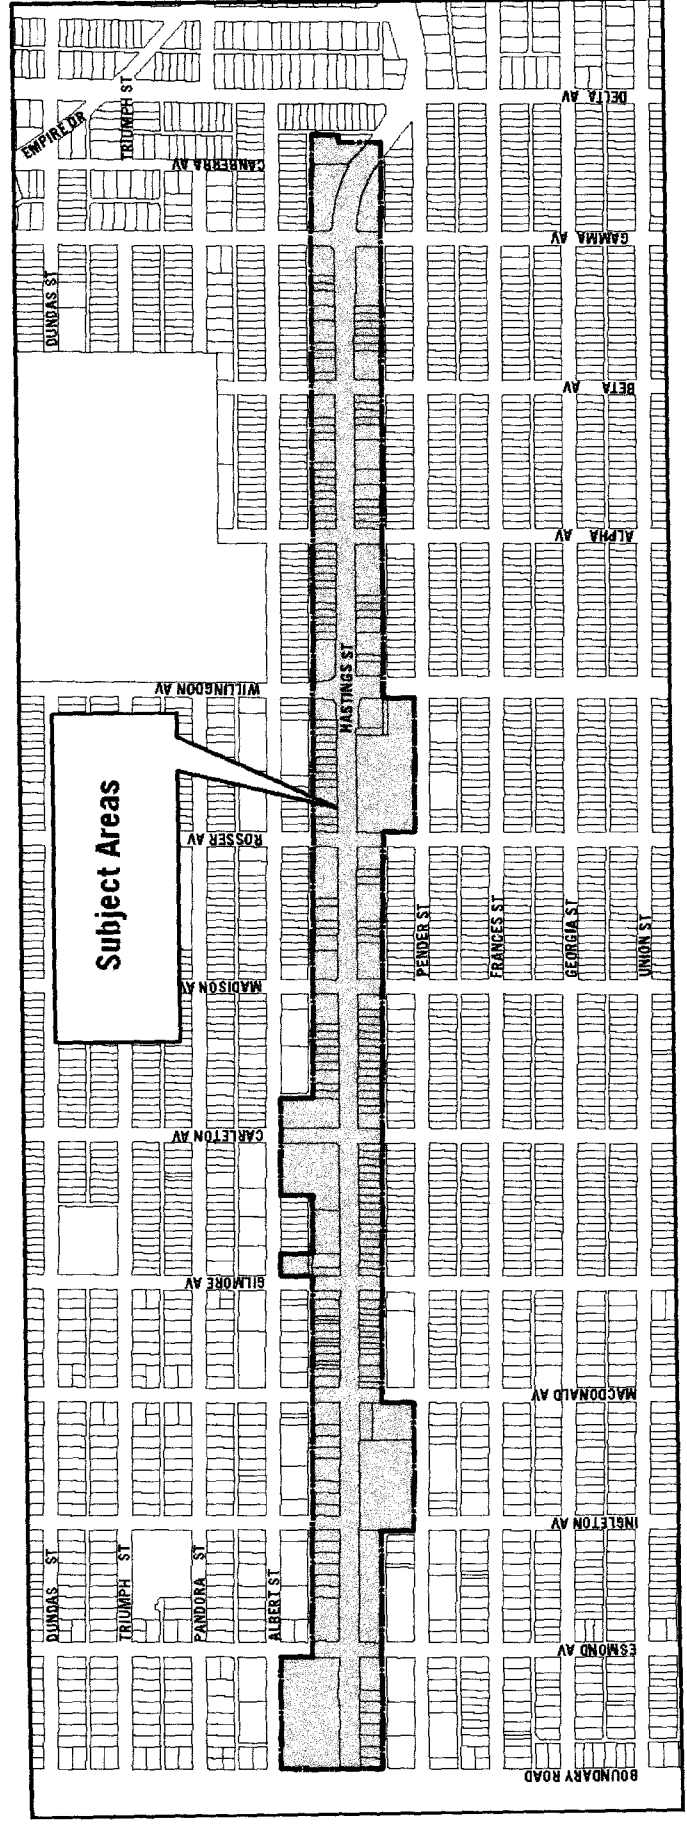 EMPIRE DR
TRIUMPH ST
DELTA AV
CANBERRA AV
GAMMA AV
DUNDAS ST
BETA AV
ALPHA AV
WILLINGDON AV
HASTINGS ST
Subject Areas
ROSSER AV
PENDER ST
FRANCES ST
GEORGIA ST
UNION ST
MADISON AV
CARLETON AV
GILMORE AV
MACDONALD AV
INGLETON AV
DUNDAS ST
TRIUMPH ST
PANDORA ST
ALBERT ST
ESMOND AV
BOUNDARY ROAD